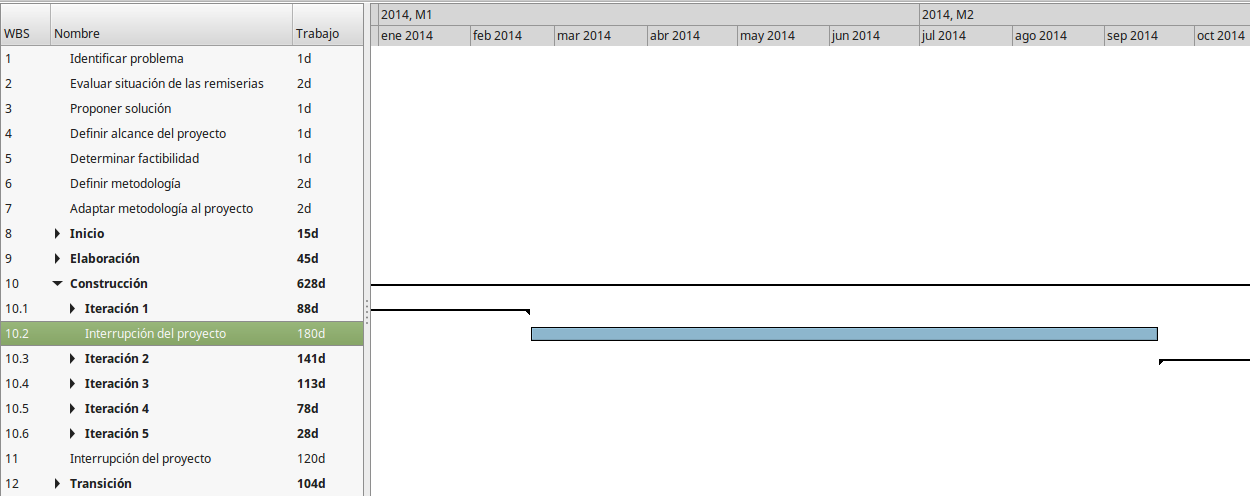 2014, M1 2014, M2
WBS Nombre Trabajo ene 2014 feb 2014 mar 2014 abr 2014 may 2014 jun 2014 jul 2014 ago 2014 sep 2014 oct 2014
1 Identificar problema 1d
2 Evaluar situación de las remiserias 2d
3 Proponer solución 1d
4 Definir alcance del proyecto 1d
5 Determinar factibilidad 1d
6 Definir metodología 2d
7 Adaptar metodología al proyecto 2d
8 Inicio 15d
9 Elaboración 45d
10 Construcción 628d
10.1 Iteración 1 88d
10.2 Interrupción del proyecto 180d
10.3 Iteración 2 141d
10.4 Iteración 3 113d
10.5 Iteración 4 78d
10.6 Iteración 5 28d
11 Interrupción del proyecto 120d
12 Transición 104d